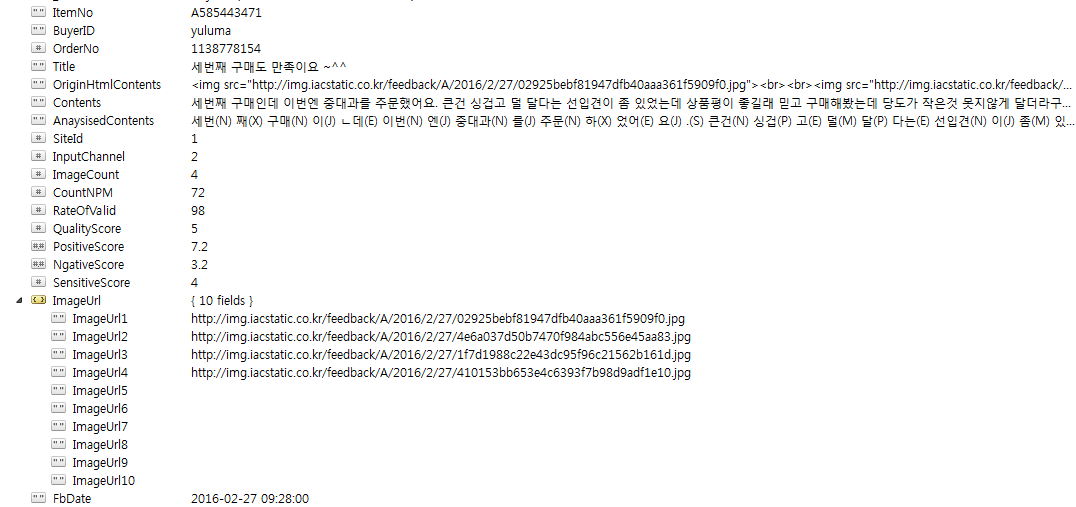 ItemNo A585443471
BuyerID yuluma
OrderNo 1138778154
Title 세번째 구매도 만족이요 ~^^
OriginHtmlContents <img src="http://img.iacstatic.co.kr/feedback/A/2016/2/27/02925bebf81947dfb40aaa361f5909f0.jpg"><br><br><img src="http://img.iacstatic.co.kr/feedback/...
Contents 세번째 구매인데 이번엔 중대과를 주문했어요. 큰건 싱겁고 덜 달다는 선입견이 좀 있었는데 상품평이 좋길래 믿고 구매해봤는데 당도가 작은것 못지않게 달더라구...
AnaysisedContents 세번(N) 째(X) 구매(N) 이(J) ㄴ데(E) 이번(N) 엔(J) 중대과(N) 를(J) 주문(N) 하(X) 었어(E) 요(J) .(S) 큰건(N) 싱겁(P) 고(E) 덜(M) 달(P) 다는(E) 선입견(N) 이(J) 좀(M) 있...
SiteId 1
InputChannel 2
ImageCount 4
CountNPM 72
RateOfValid 98
QualityScore 5
PositiveScore 7.2
NgativeScore 3.2
SensitiveScore 4
ImageUrl { 10 fields }
ImageUrl1 http://img.iacstatic.co.kr/feedback/A/2016/2/27/02925bebf81947dfb40aaa361f5909f0.jpg
ImageUrl2 http://img.iacstatic.co.kr/feedback/A/2016/2/27/4e6a037d50b7470f984abc556e45aa83.jpg
ImageUrl3 http://img.iacstatic.co.kr/feedback/A/2016/2/27/1f7d1988c22e43dc95f96c21562b161d.jpg
ImageUrl4 http://img.iacstatic.co.kr/feedback/A/2016/2/27/410153bb653e4c6393f7b98d9adf1e10.jpg
ImageUrl5
ImageUrl6
ImageUrl7
ImageUrl8
ImageUrl9
ImageUrl10
FbDate 2016-02-27 09:28:00